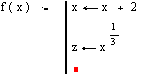 f(x) := x ← x + 2
z ← x^(1/3)